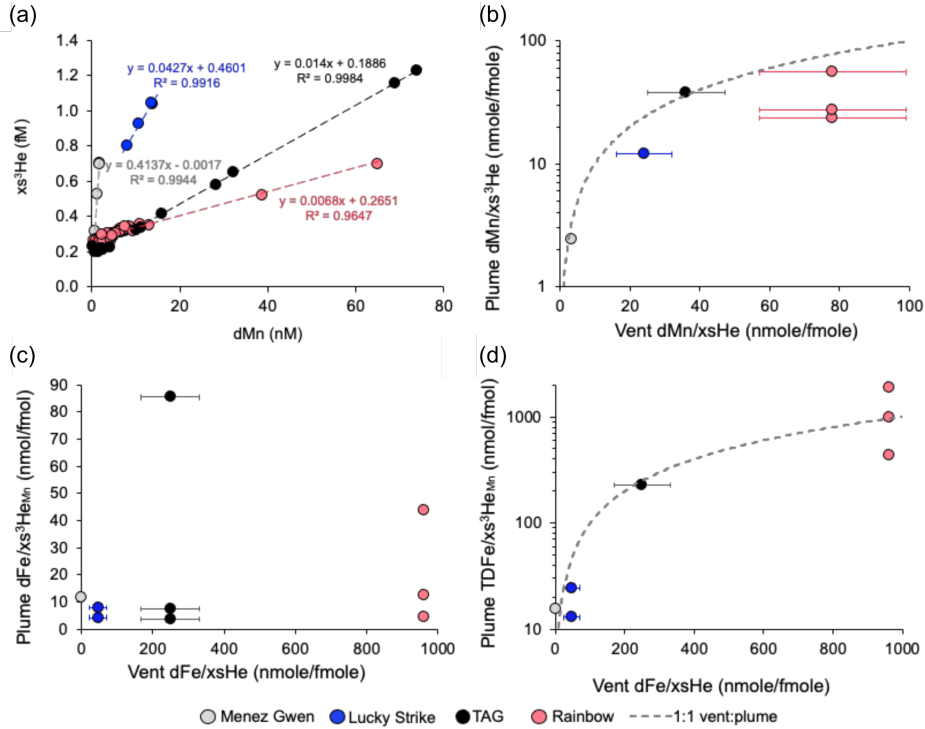 (a)
xs³He (fM)
1.4
1.2
1.0
0.8
0.6
0.4
0.2
0.0
y = 0.0427x + 0.4601
R² = 0.9916
y = 0.014x + 0.1886
R² = 0.9984
y = 0.4137x - 0.0017
R² = 0.9944
y = 0.0068x + 0.2651
R² = 0.9647
0 20 40 60 80
dMn (nM)
(b)
Plume dMn/xs³He (nmole/fmole)
100
10
1
0 20 40 60 80 100
Vent dMn/xsHe (nmole/fmole)
(c)
Plume dFe/xs³HeMn (nmol/fmol)
90
80
70
60
50
40
30
20
10
0
0 200 400 600 800 1000
Vent dFe/xsHe (nmole/fmole)
(d)
Plume TDFe/xs³HeMn (nmol/fmol)
1000
100
10
0 200 400 600 800 1000
Vent dFe/xsHe (nmole/fmole)
Menez Gwen Lucky Strike TAG Rainbow 1:1 vent:plume